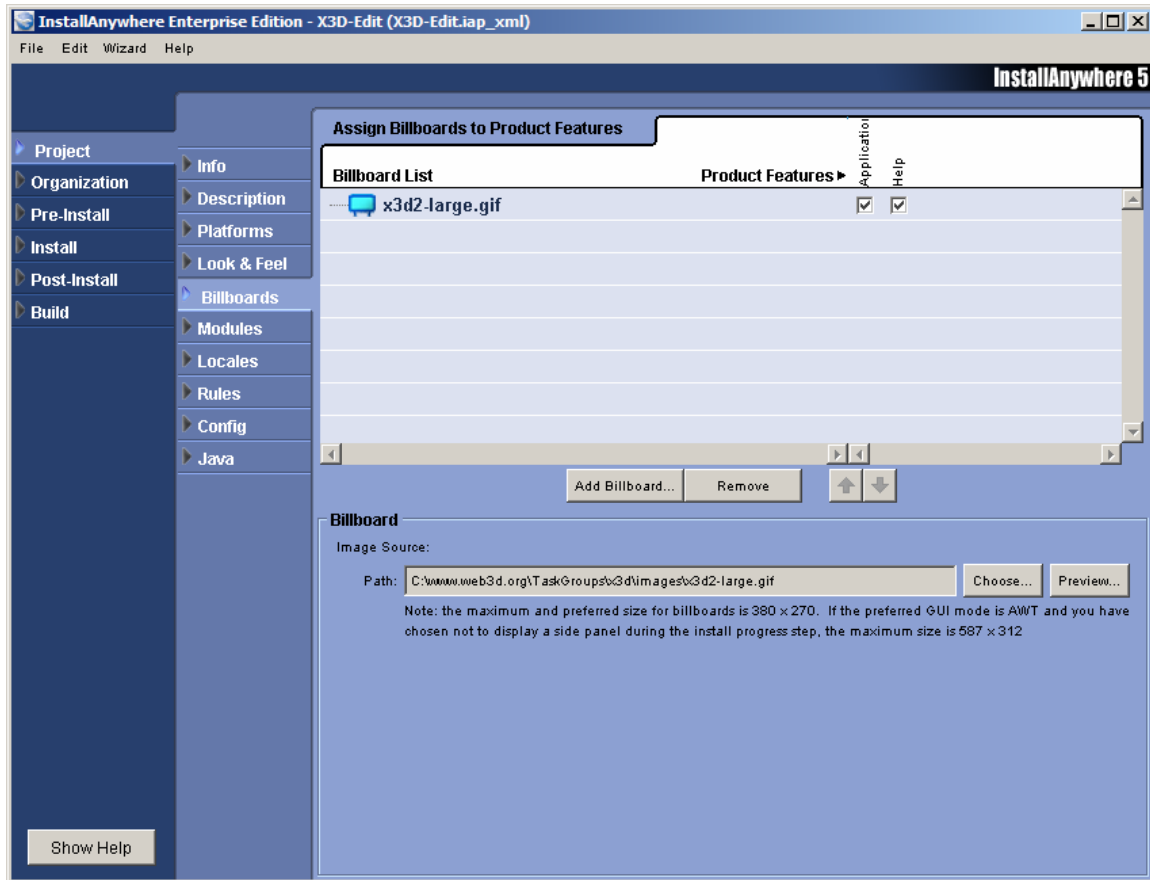 InstallAnywhere Enterprise Edition - X3D-Edit (X3D-Edit.iap_xml)
File Edit Wizard Help
InstallAnywhere 5
Project
Organization
Pre-Install
Install
Post-Install
Build
Info
Description
Platforms
Look & Feel
Billboards
Modules
Locales
Rules
Config
Java
Assign Billboards to Product Features
Billboard List
Product Features
Application
Help
x3d2-large.gif
Add Billboard...
Remove
Billboard
Image Source:
Path: C:\www.web3d.org\TaskGroups\x3d\images\x3d2-large.gif
Choose...
Preview...
Note: the maximum and preferred size for billboards is 380 x 270. If the preferred GUI mode is AWT and you have
chosen not to display a side panel during the install progress step, the maximum size is 587 x 312
Show Help